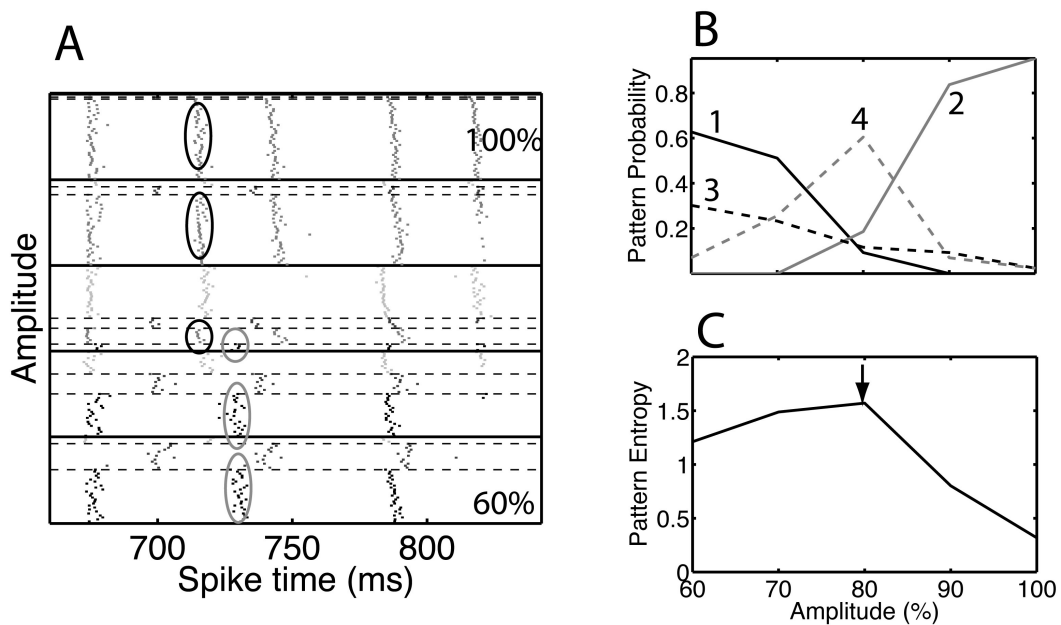 A
Amplitude
100%
60%
700 750 800
Spike time (ms)
B
Pattern Probability
0.8
0.6
0.4
0.2
1
2
3
4
C
Pattern Entropy
2
1.5
1
0.5
0
60 70 80 90 100
Amplitude (%)